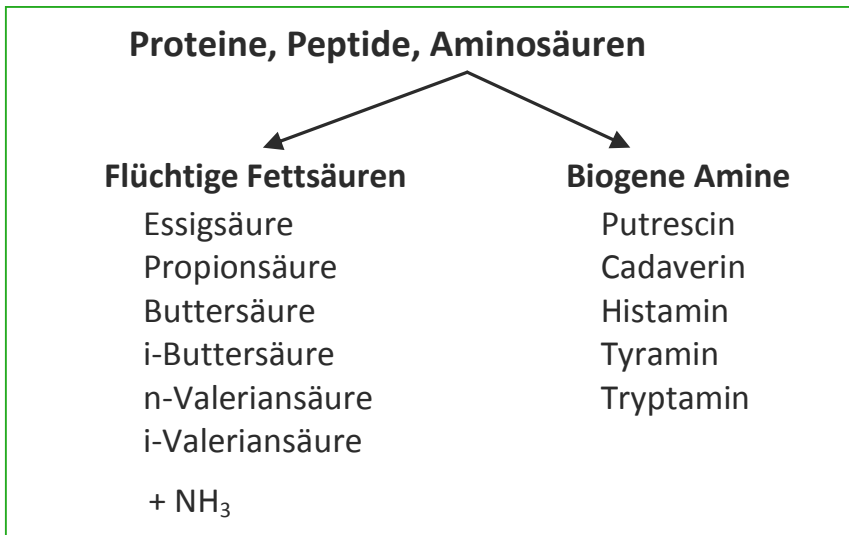 Proteine, Peptide, Aminosäuren
Flüchtige Fettsäuren
Essigsäure
Propionsäure
Buttersäure
i-Buttersäure
n-Valeriansäure
i-Valeriansäure
+ NH₃
Biogene Amine
Putrescin
Cadaverin
Histamin
Tyramin
Tryptamin